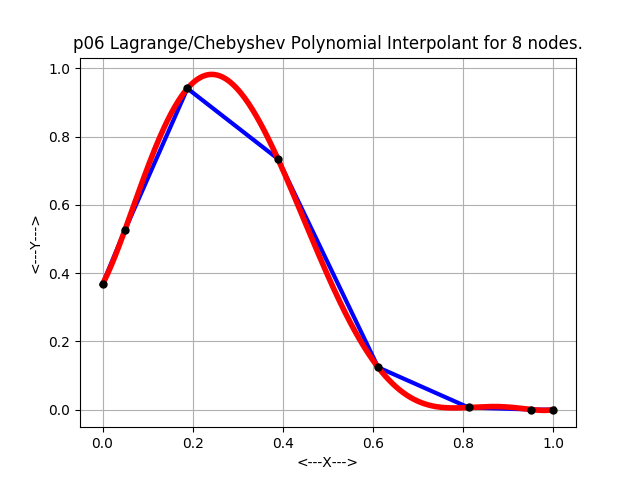 p06 Lagrange/Chebyshev Polynomial Interpolant for 8 nodes.
1.0
0.8
0.6
0.4
0.2
0.0
<---Y--->
0.0 0.2 0.4 0.6 0.8 1.0
<---X--->